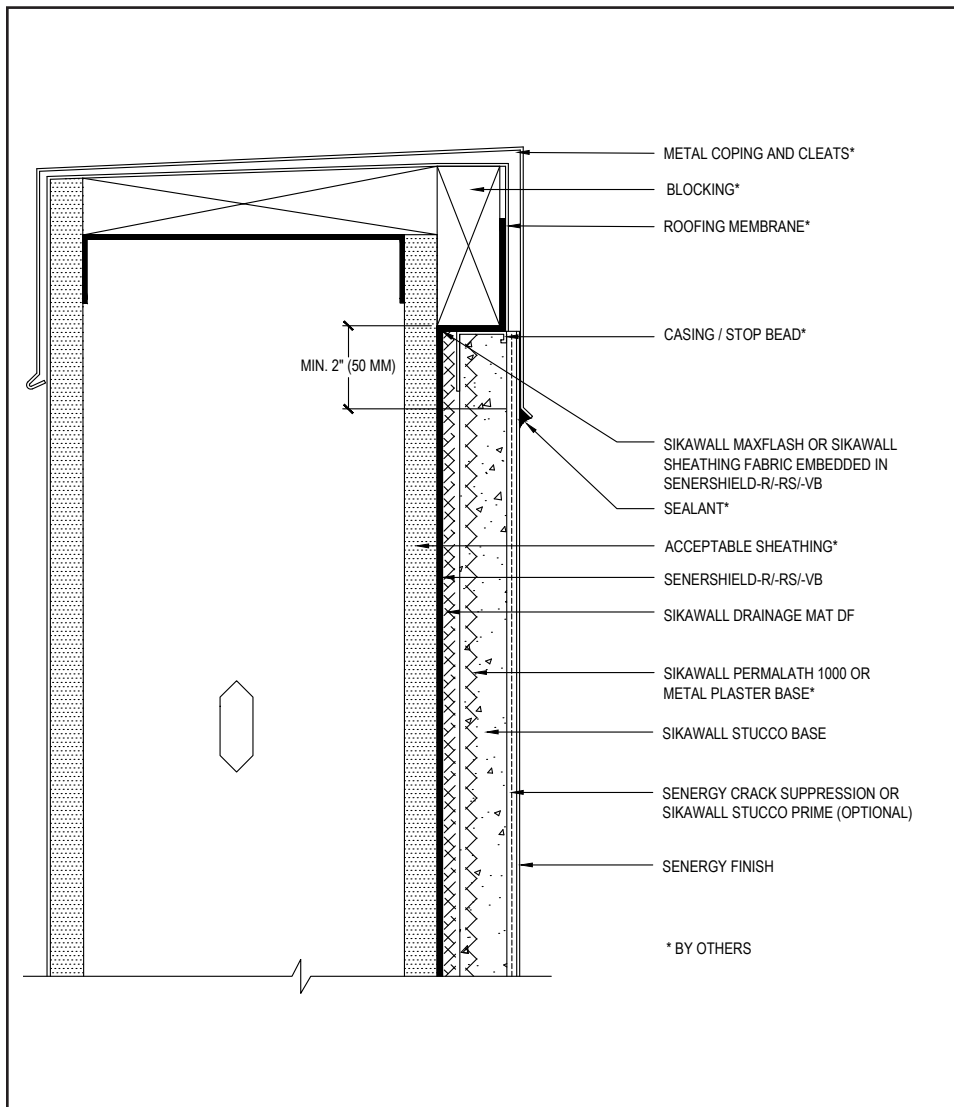 METAL COPING AND CLEATS*
BLOCKING*
ROOFING MEMBRANE*
CASING / STOP BEAD*
MIN. 2" (50 MM)
SIKAWALL MAXFLASH OR SIKAWALL
SHEATHING FABRIC EMBEDDED IN
SENERSHIELD-R/-RS/-VB
SEALANT*
ACCEPTABLE SHEATHING*
SENERSHIELD-R/-RS/-VB
SIKAWALL DRAINAGE MAT DF
SIKAWALL PERMALATH 1000 OR
METAL PLASTER BASE*
SIKAWALL STUCCO BASE
SENERGY CRACK SUPPRESSION OR
SIKAWALL STUCCO PRIME (OPTIONAL)
SENERGY FINISH
* BY OTHERS